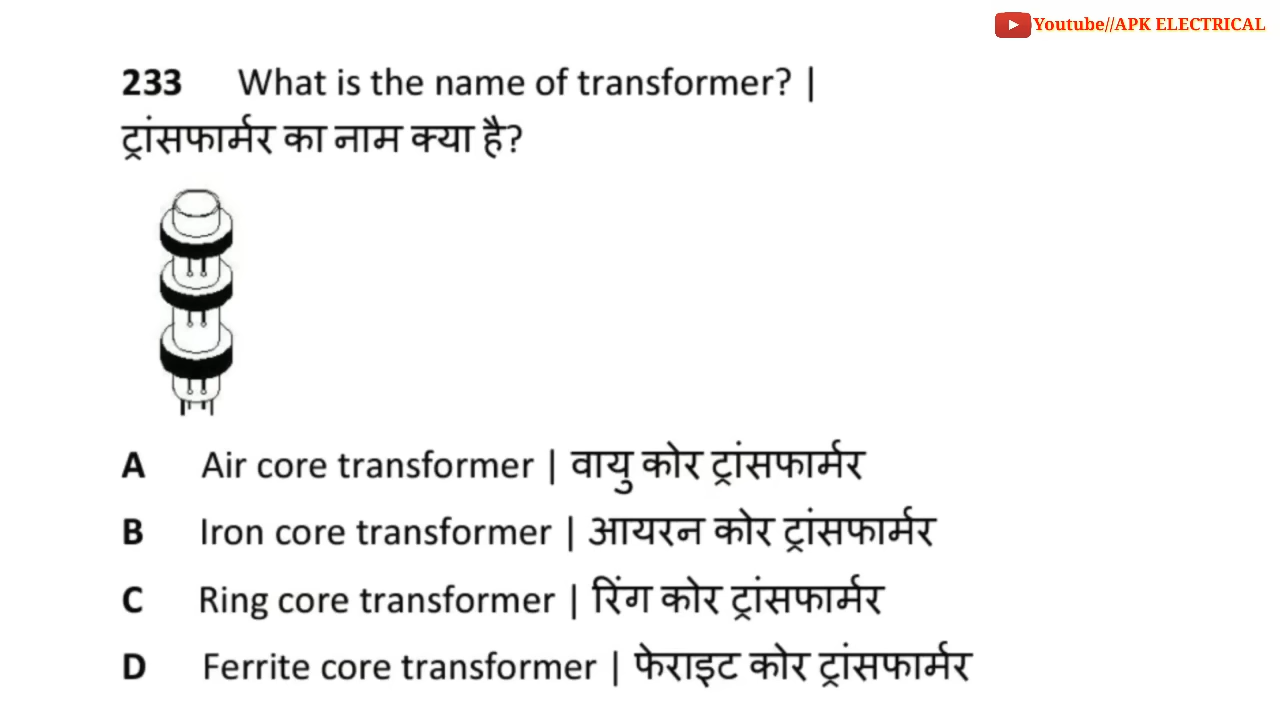 Youtube//APK ELECTRICAL
233 What is the name of transformer? |
ट्रांसफार्मर का नाम क्या है?
A Air core transformer | वायु कोर ट्रांसफार्मर
B Iron core transformer | आयरन कोर ट्रांसफार्मर
C Ring core transformer | रिंग कोर ट्रांसफार्मर
D Ferrite core transformer | फेराइट कोर ट्रांसफार्मर